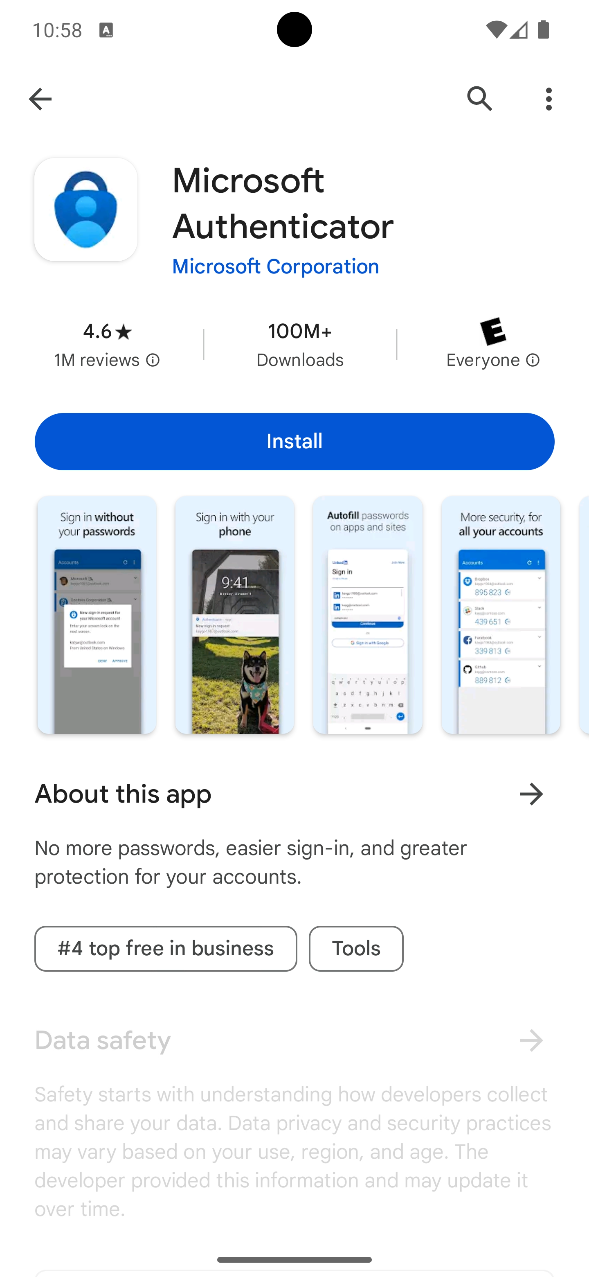 10:58
Microsoft
Authenticator
Microsoft Corporation
4.6★
1M reviews
100M+
Downloads
E
Everyone
Install
Sign in without
your passwords
Sign in with your
phone
9:41
Autofill passwords
on apps and sites
Sign in
More security, for
all your accounts
Accounts
895 823
439 651
339 813
889 812
About this app
No more passwords, easier sign-in, and greater
protection for your accounts.
#4 top free in business
Tools
Data safety
Safety starts with understanding how developers collect
and share your data. Data privacy and security practices
may vary based on your use, region, and age. The
developer provided this information and may update it
over time.